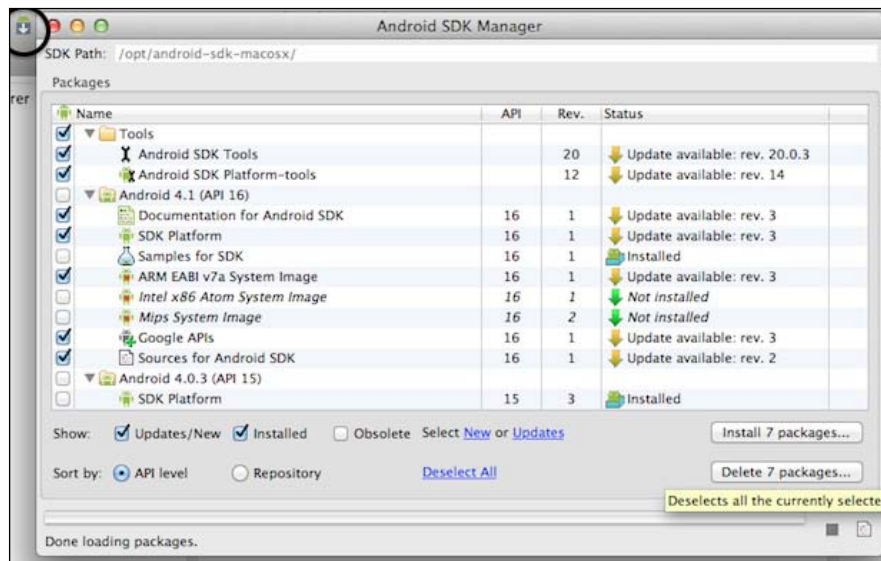 Android SDK Manager
SDK Path: /opt/android-sdk-macosx/
rer
Packages
Name API Rev. Status
Tools
Android SDK Tools 20 Update available: rev. 20.0.3
Android SDK Platform-tools 12 Update available: rev. 14
Android 4.1 (API 16)
Documentation for Android SDK 16 1 Update available: rev. 3
SDK Platform 16 1 Update available: rev. 3
Samples for SDK 16 1 Installed
ARM EABI v7a System Image 16 1 Update available: rev. 3
Intel x86 Atom System Image 16 1 Not installed
Mips System Image 16 2 Not installed
Google APIs 16 1 Update available: rev. 3
Sources for Android SDK 16 1 Update available: rev. 2
Android 4.0.3 (API 15)
SDK Platform 15 3 Installed
Show: Updates/New Installed Obsolete Select New or Updates Install 7 packages...
Sort by: API level Repository Deselect All Delete 7 packages...
Deselects all the currently selecte
Done loading packages.